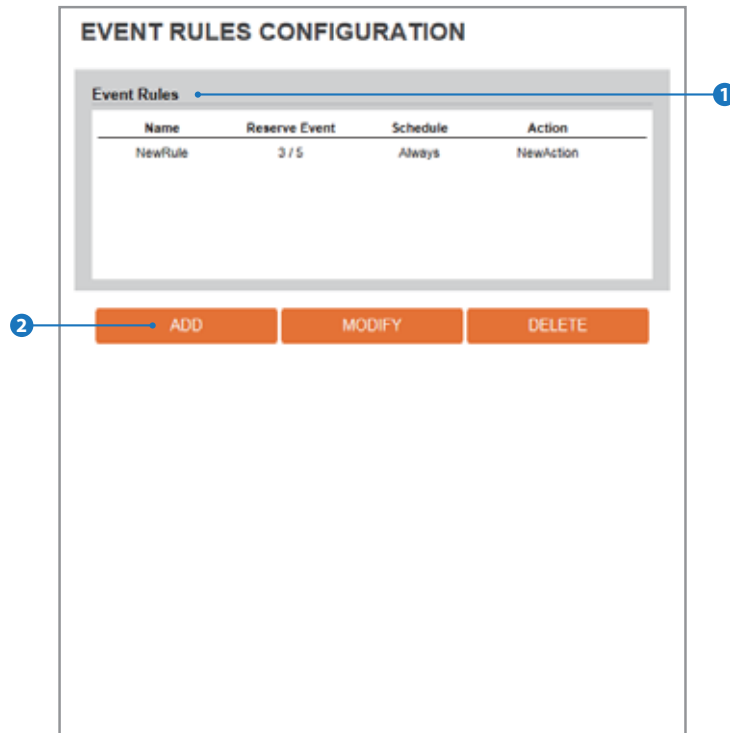 EVENT RULES CONFIGURATION
Event Rules
1
Name Reserve Event Schedule Action
NewRule 3 / 5 Always NewAction
2
ADD MODIFY DELETE